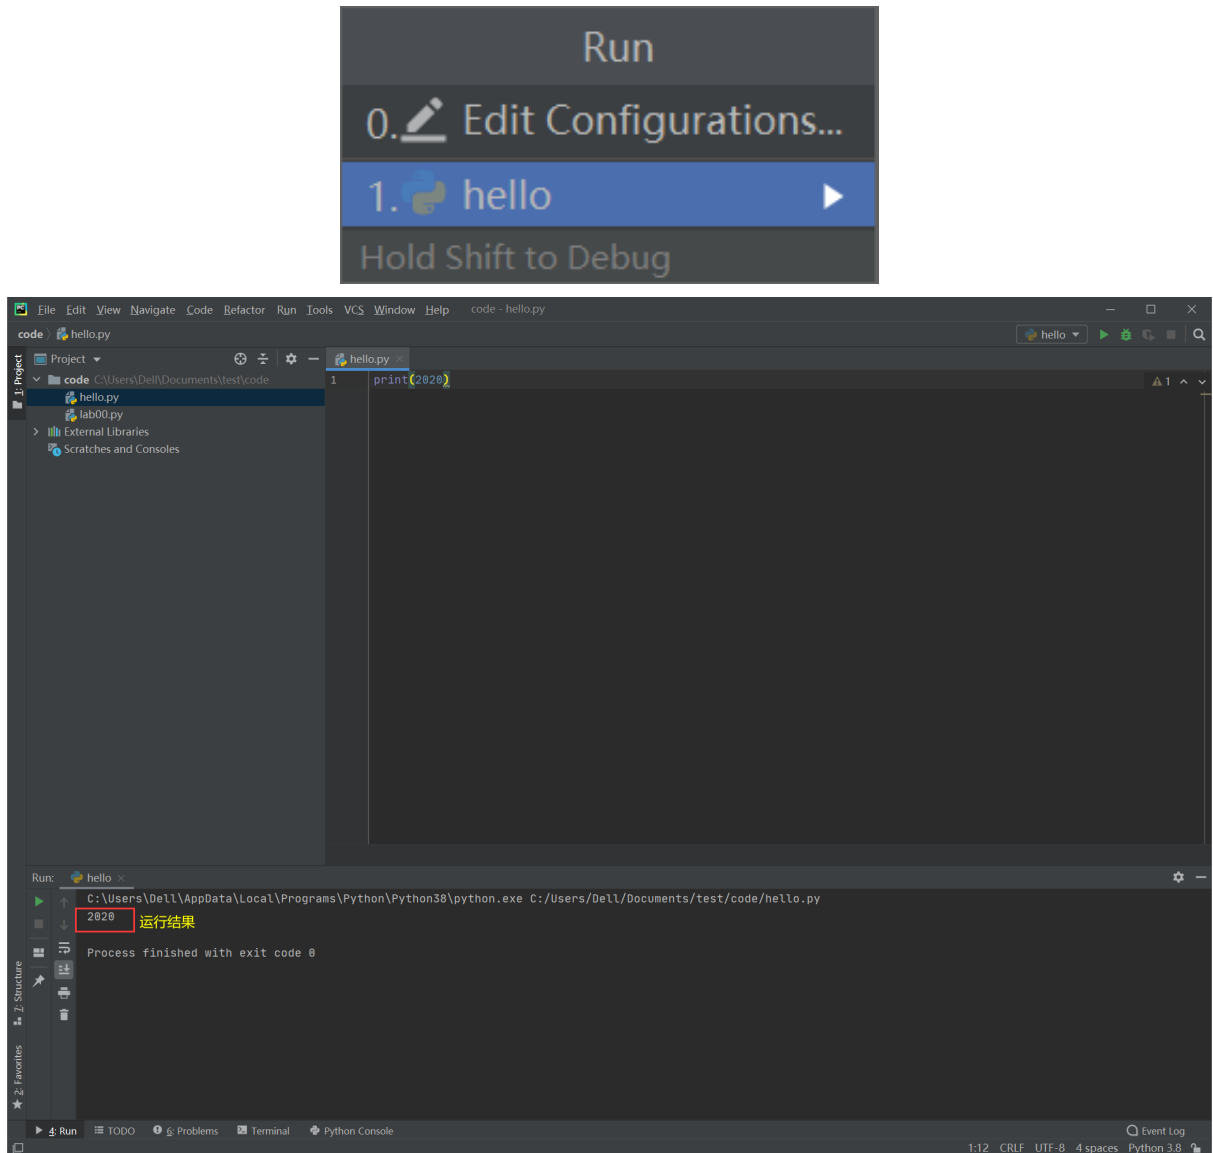 Run
0. Edit Configurations...
1. hello
Hold Shift to Debug
File Edit View Navigate Code Refactor Run Tools VCS Window Help code - hello.py
code hello.py
hello
1: Project
Project
hello.py
code C:\Users\Dell\Documents\test\code
1 print(2020)
1
hello.py
lab00.py
External Libraries
Scratches and Consoles
Run: hello
C:\Users\Dell\AppData\Local\Programs\Python\Python38\python.exe C:/Users/Dell/Documents/test/code/hello.py
2020 运行结果
Process finished with exit code 0
7: Structure
2: Favorites
4: Run TODO 6: Problems Terminal Python Console Event Log
1:12 CRLF UTF-8 4 spaces Python 3.8